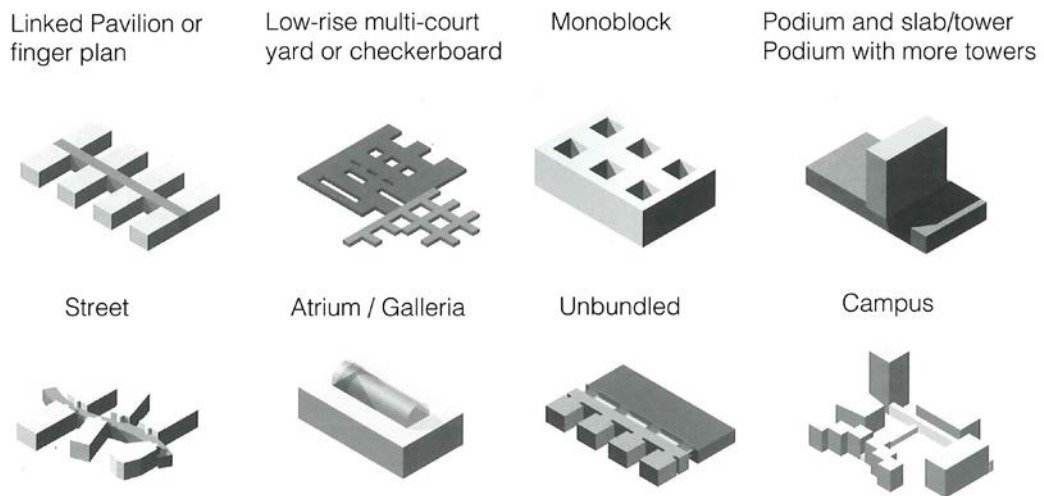 Linked Pavilion or
finger plan
Low-rise multi-court
yard or checkerboard
Monoblock
Podium and slab/tower
Podium with more towers
Street
Atrium / Galleria
Unbundled
Campus